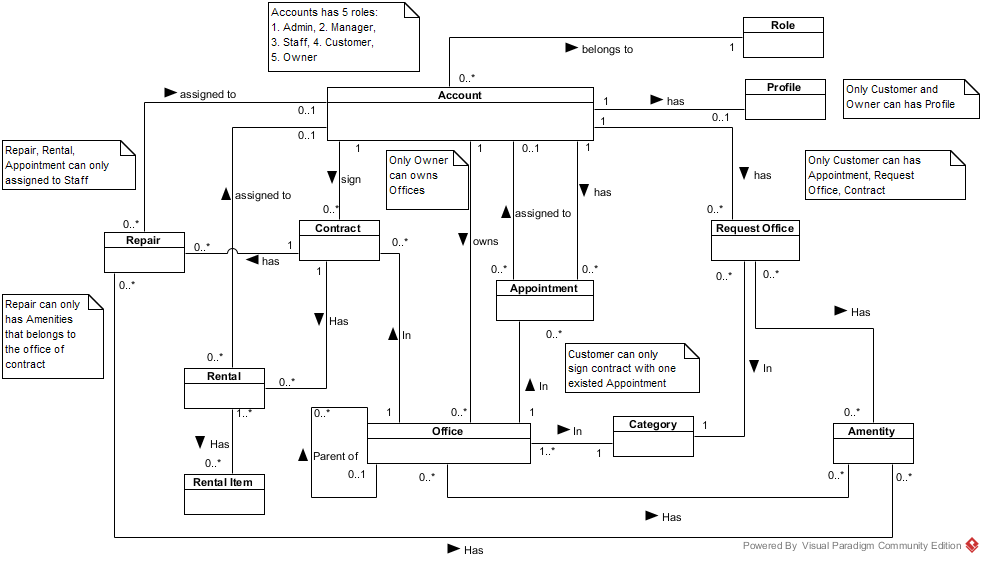 Accounts has 5 roles:
1. Admin, 2. Manager,
3. Staff, 4. Customer,
5. Owner
Role
belongs to
1
0..*
Account
assigned to
0..1
0..1
1
has
0..1
Profile
Only Customer and
Owner can has Profile
1
Repair, Rental,
Appointment can only
assigned to Staff
assigned to
1
sign
0..*
Only Owner
can owns
Offices
1
owns
0..1
assigned to
1
has
has
0..*
Only Customer can has
Appointment, Request
Office, Contract
0..*
Repair
0..*
has
1
Contract
0..*
1
Request Office
0..*
0..*
0..*
0..*
Appointment
0..*
0..*
Repair can only
has Amenities
that belongs to
the office of
contract
Has
In
Has
Customer can only
sign contract with one
existed Appointment
0..*
Rental
0..*
In
In
1..*
Has
0..*
Rental Item
0..*
Parent of
0..1
1
0..*
1
Office
0..*
In
1..*
1
Category
1
0..*
Amentity
0..*
0..*
Has
Has
Powered By Visual Paradigm Community Edition